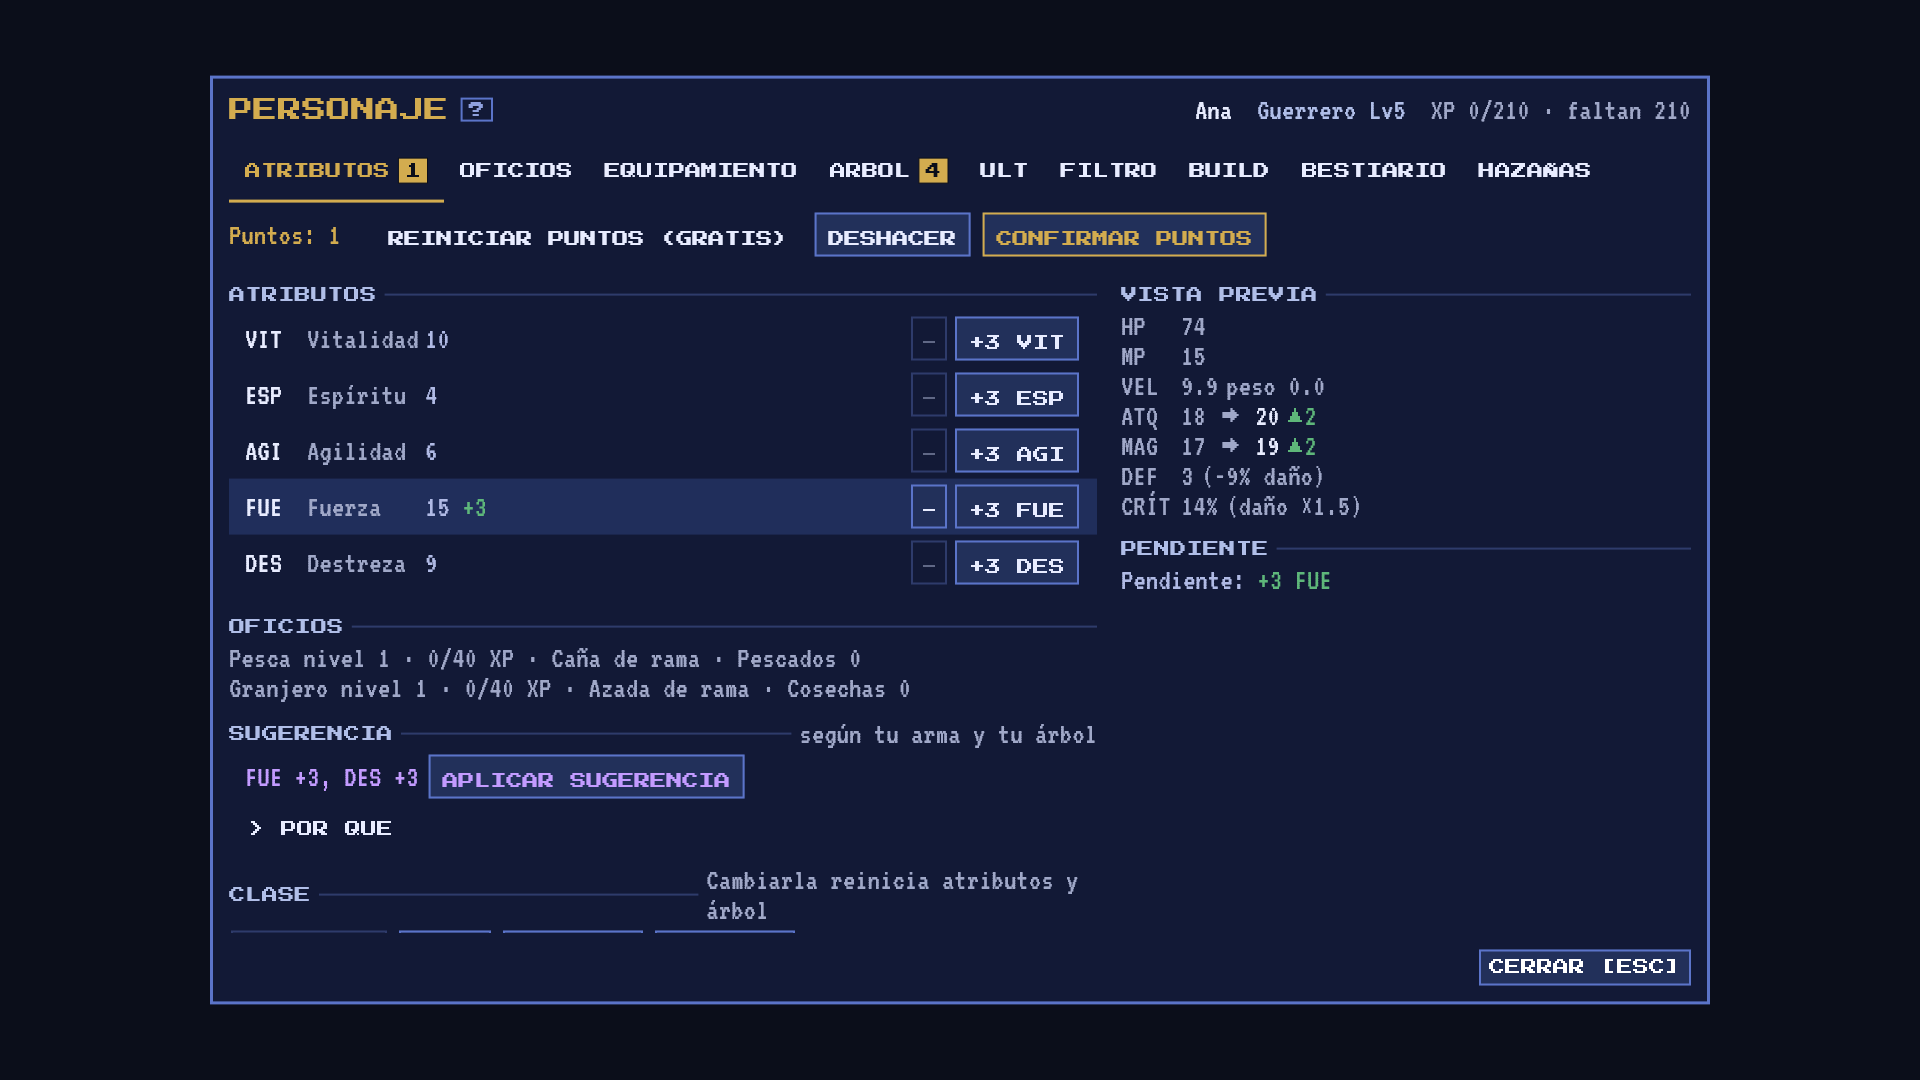 PERSONAJE ?
Ana Guerrero Lv5 XP 0/210 · faltan 210
ATRIBUTOS 1 OFICIOS EQUIPAMIENTO ARBOL 4 ULT FILTRO BUILD BESTIARIO HAZAÑAS
Puntos: 1 REINICIAR PUNTOS (GRATIS) DESHACER CONFIRMAR PUNTOS
ATRIBUTOS
VIT Vitalidad 10 – +3 VIT
ESP Espíritu 4 – +3 ESP
AGI Agilidad 6 – +3 AGI
FUE Fuerza 15 +3 – +3 FUE
DES Destreza 9 – +3 DES
OFICIOS
Pesca nivel 1 · 0/40 XP · Caña de rama · Pescados 0
Granjero nivel 1 · 0/40 XP · Azada de rama · Cosechas 0
SUGERENCIA según tu arma y tu árbol
FUE +3, DES +3 APLICAR SUGERENCIA
> POR QUE
CLASE Cambiarla reinicia atributos y
árbol
VISTA PREVIA
HP 74
MP 15
VEL 9.9 peso 0.0
ATQ 18 → 20 ▲2
MAG 17 → 19 ▲2
DEF 3 (-9% daño)
CRÍT 14% (daño x1.5)
PENDIENTE
Pendiente: +3 FUE
CERRAR [ESC]